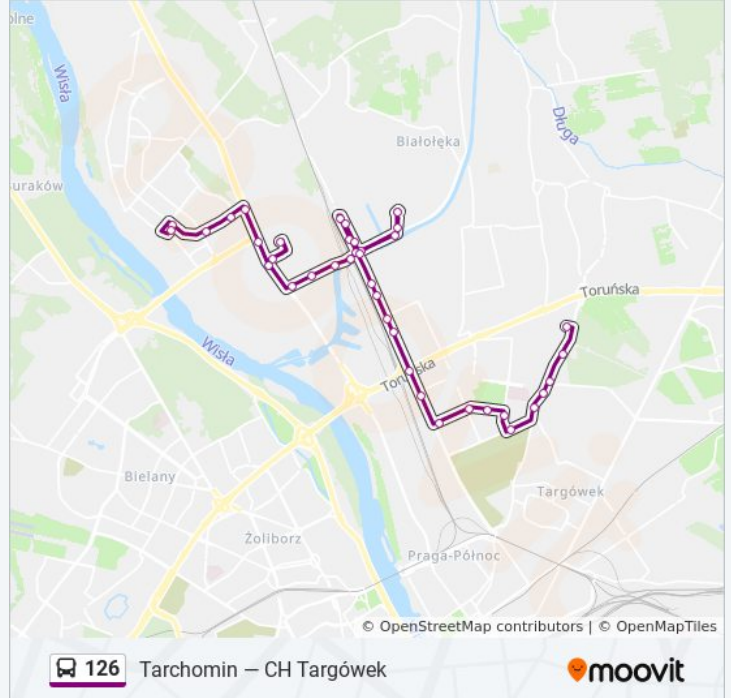 olne
Wisła
Białołęka
Długa
uraków
Toruńska
Wisła
Toruńska
Bielany
Targówek
Żoliborz
Praga-Północ
© OpenStreetMap contributors | © OpenMapTiles
126 Tarchomin — CH Targówek moovit